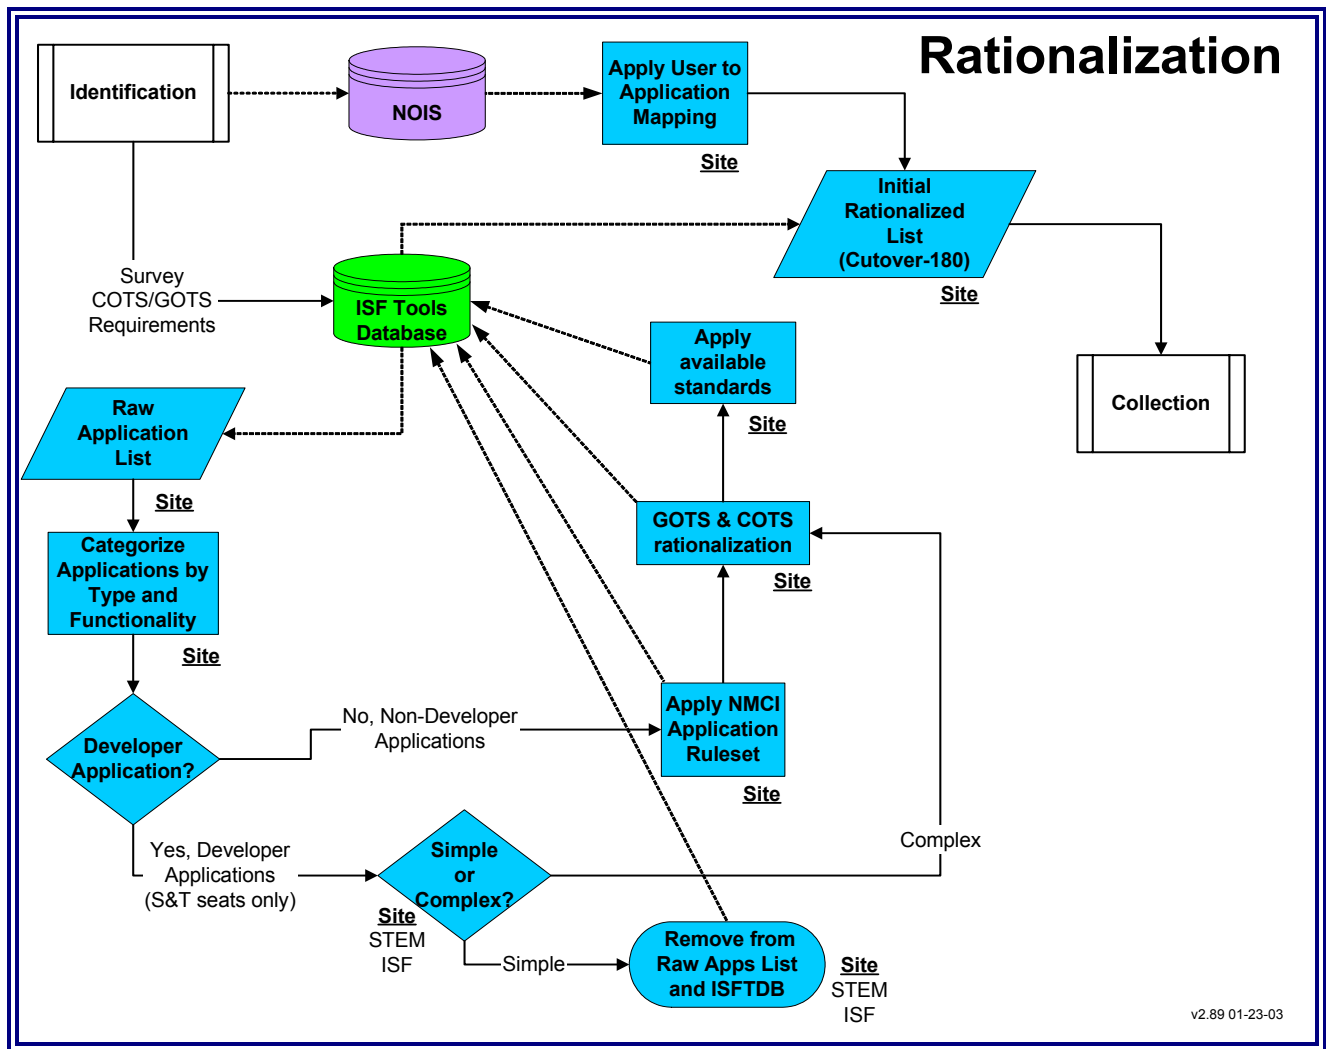 Rationalization
Identification
NOIS
Apply User to
Application
Mapping
Site
Initial
Rationalized
List
(Cutover-180)
Site
Survey
COTS/GOTS
Requirements
ISF Tools
Database
Apply
available
standards
Site
Collection
Raw
Application
List
Site
GOTS & COTS
rationalization
Site
Categorize
Applications by
Type and
Functionality
Site
Developer
Application?
No, Non-Developer
Applications
Apply NMCI
Application
Ruleset
Site
Yes, Developer
Applications
(S&T seats only)
Simple
or
Complex?
Site
STEM
ISF
Complex
Simple
Remove from
Raw Apps List
and ISFTDB
Site
STEM
ISF
v2.89 01-23-03